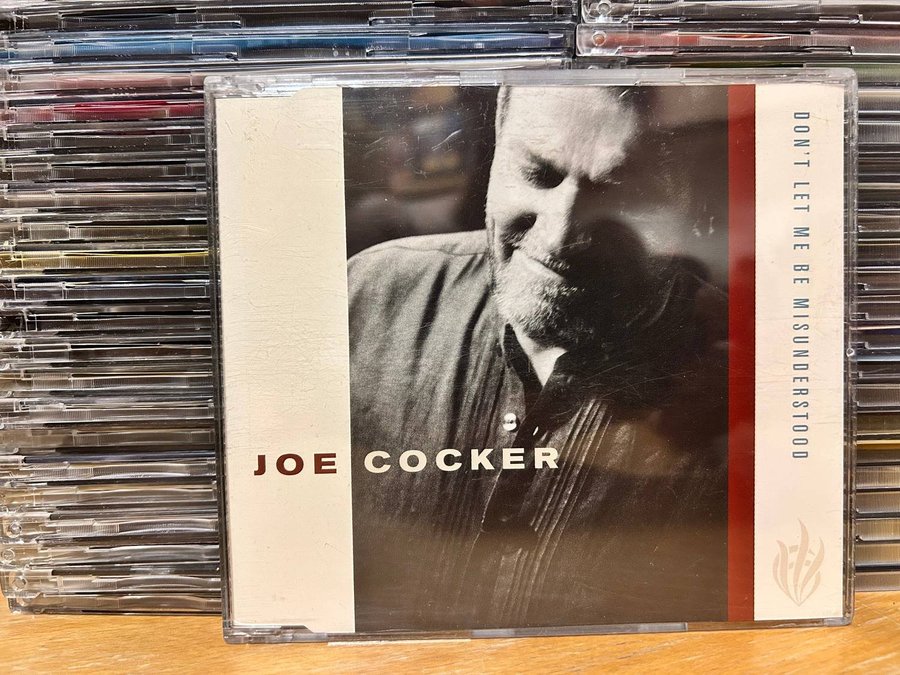 JOE COCKER
DON'T LET ME BE MISUNDERSTOOD